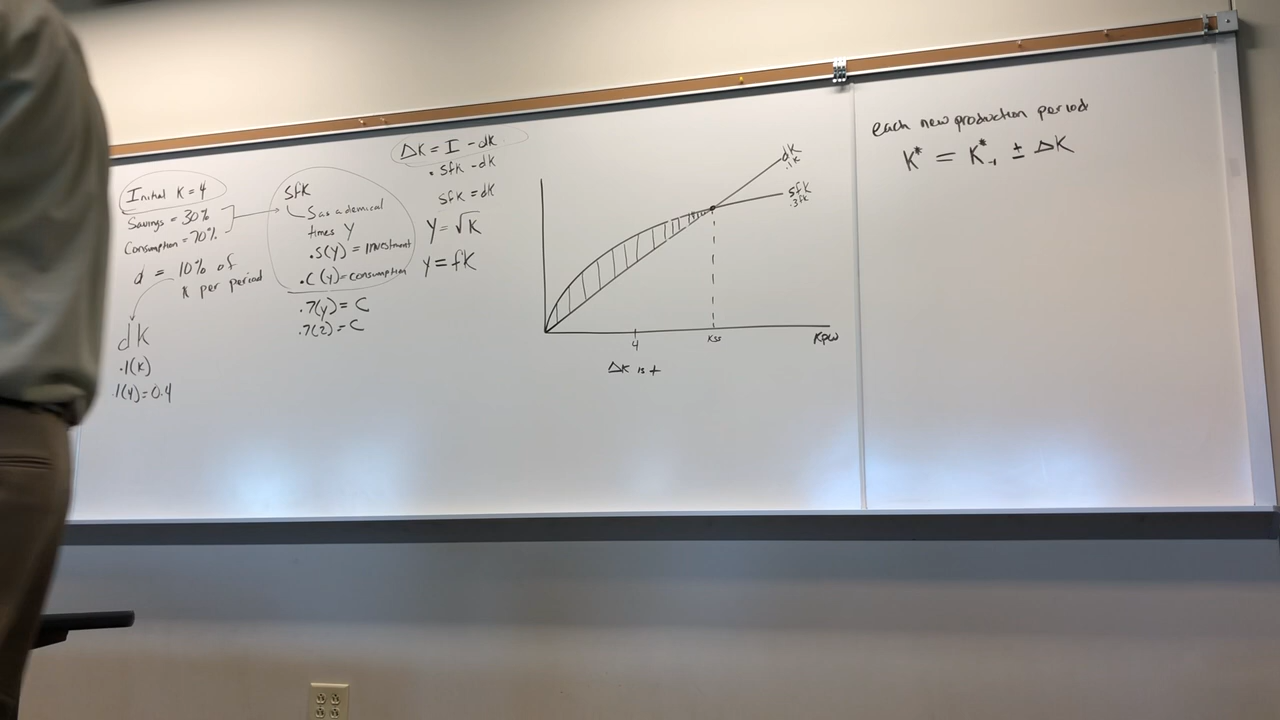 Initial K = 4
Savings = 30%
Consumption = 70%
d = 10% of
K per period
dK
.1(K)
.1(4)=0.4
SfK
S as a demical
times Y
.S(Y) = Investment
.C(Y)=consumption
.7(y)= C
.7(2)= C
ΔK = I - dK
• SfK - dK
SfK = dK
Y = √K
Y = fK
dK
.1K
SfK
.3fK
4
Kss
Kpw
ΔK is +
each new production period
K* = K*-1 ± ΔK